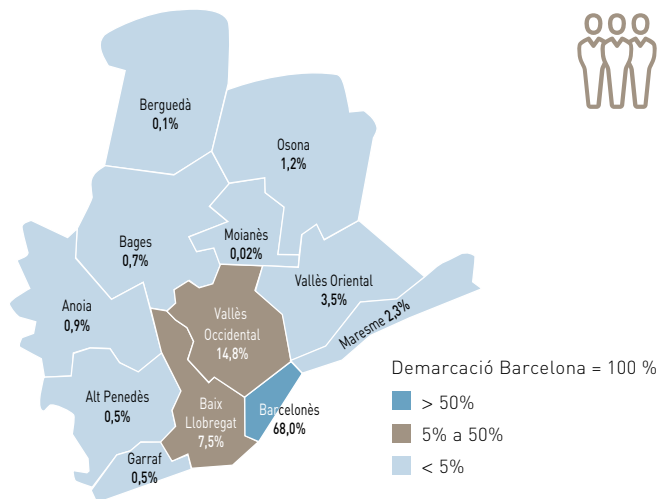 Berguedà
0,1%
Osona
1,2%
Moianès
0,02%
Bages
0,7%
Vallès Oriental
3,5%
Anoia
0,9%
Vallès
Occidental
14,8%
Maresme 2,3%
Demarcació Barcelona = 100 %
> 50%
5% a 50%
< 5%
Alt Penedès
0,5%
Baix
Llobregat
7,5%
Barcelonès
68,0%
Garraf
0,5%